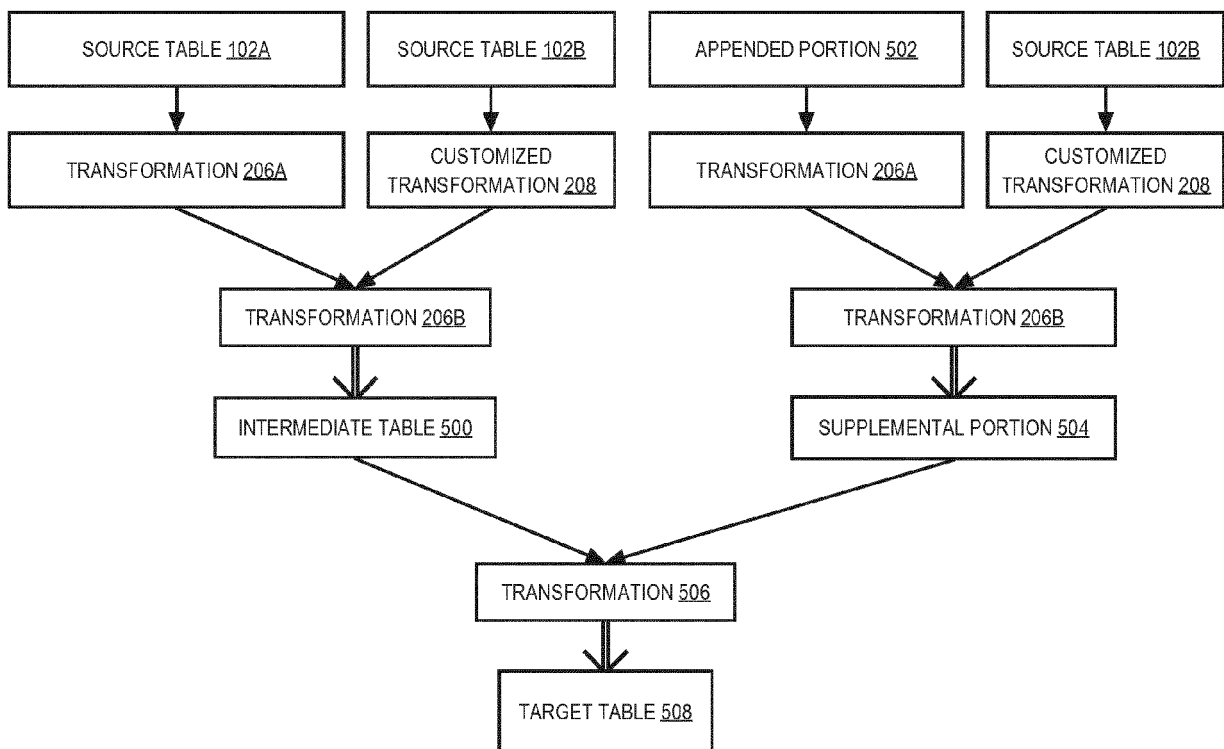 SOURCE TABLE 102A
SOURCE TABLE 102B
APPENDED PORTION 502
SOURCE TABLE 102B
TRANSFORMATION 206A
CUSTOMIZED
TRANSFORMATION 208
TRANSFORMATION 206A
CUSTOMIZED
TRANSFORMATION 208
TRANSFORMATION 206B
TRANSFORMATION 206B
INTERMEDIATE TABLE 500
SUPPLEMENTAL PORTION 504
TRANSFORMATION 506
TARGET TABLE 508